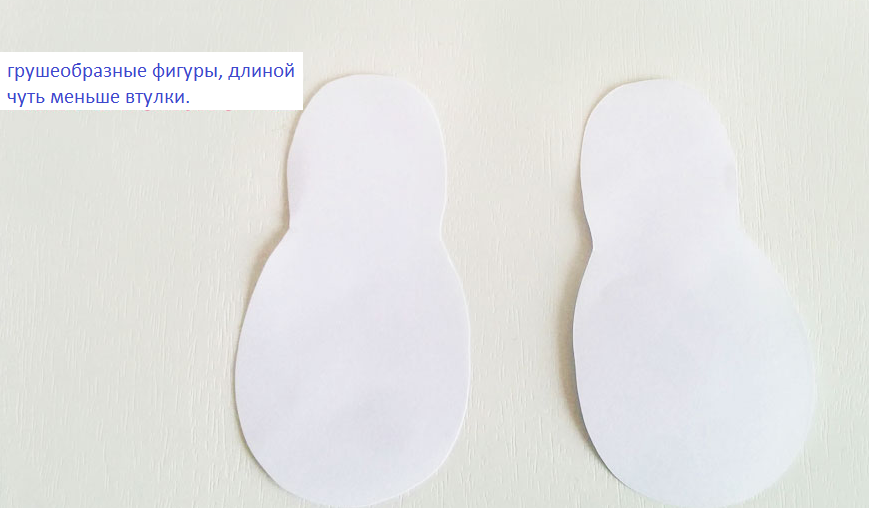 грушеобразные фигуры, длиной
чуть меньше втулки.